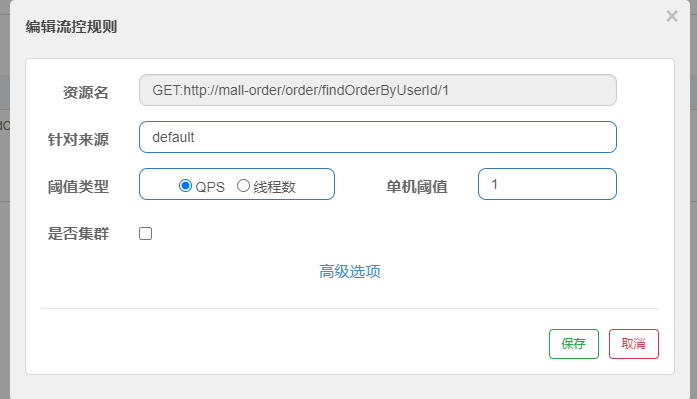 编辑流控规则 ×
资源名 GET:http://mall-order/order/findOrderByUserId/1
针对来源 default
阈值类型 QPS 线程数 单机阈值 1
是否集群
高级选项
保存 取消